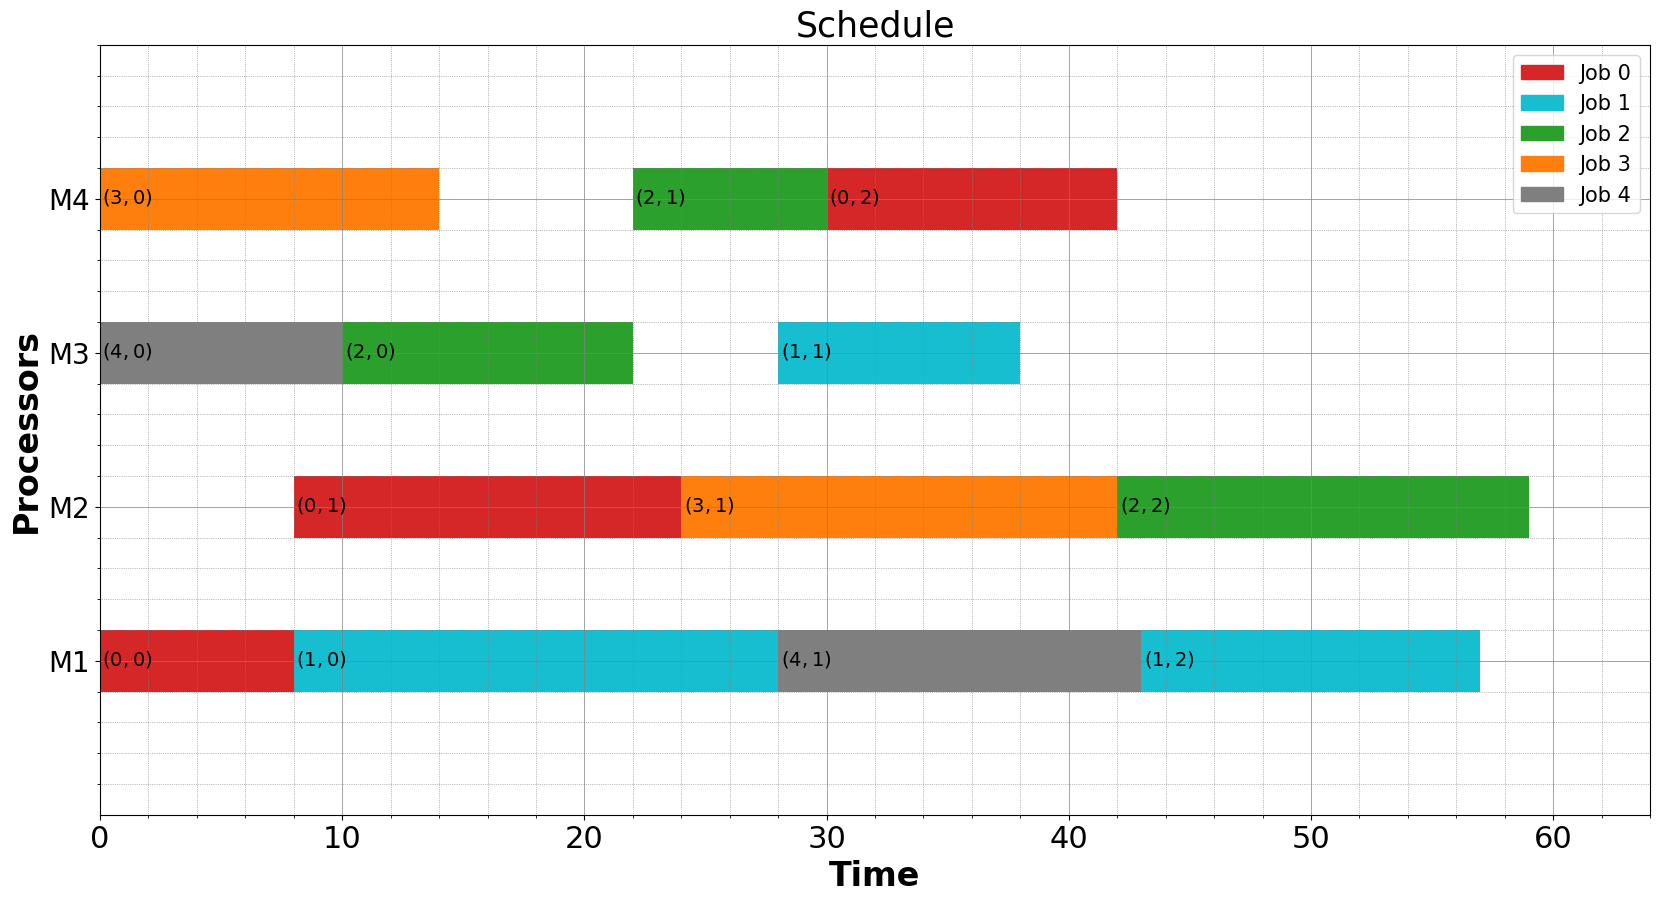 Schedule
Job 0
Job 1
Job 2
Job 3
Job 4
M4
(3, 0)
(2, 1)
(0, 2)
M3
(4, 0)
(2, 0)
(1, 1)
M2
(0, 1)
(3, 1)
(2, 2)
M1
(0, 0)
(1, 0)
(4, 1)
(1, 2)
Processors
0 10 20 30 40 50 60
Time